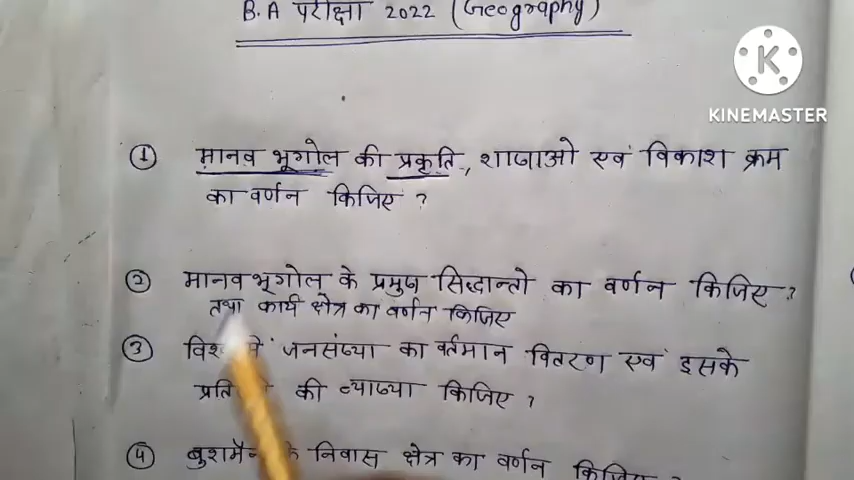 B.A परीक्षा 2022 (Geography)
KINEMASTER
① मानव भूगोल की प्रकृति, शाखाओ एवं विकाश क्रम
का वर्णन किजिए ?
② मानव भूगोल के प्रमुख सिद्धान्तो का वर्णन किजिए ?
तथा कार्य क्षेत्र का वर्णन किजिए
③ जनसंख्या का वर्तमान वितरण एवं इसके
की व्याख्या किजिए ?
④ निवास क्षेत्र का वर्णन किजिए ?